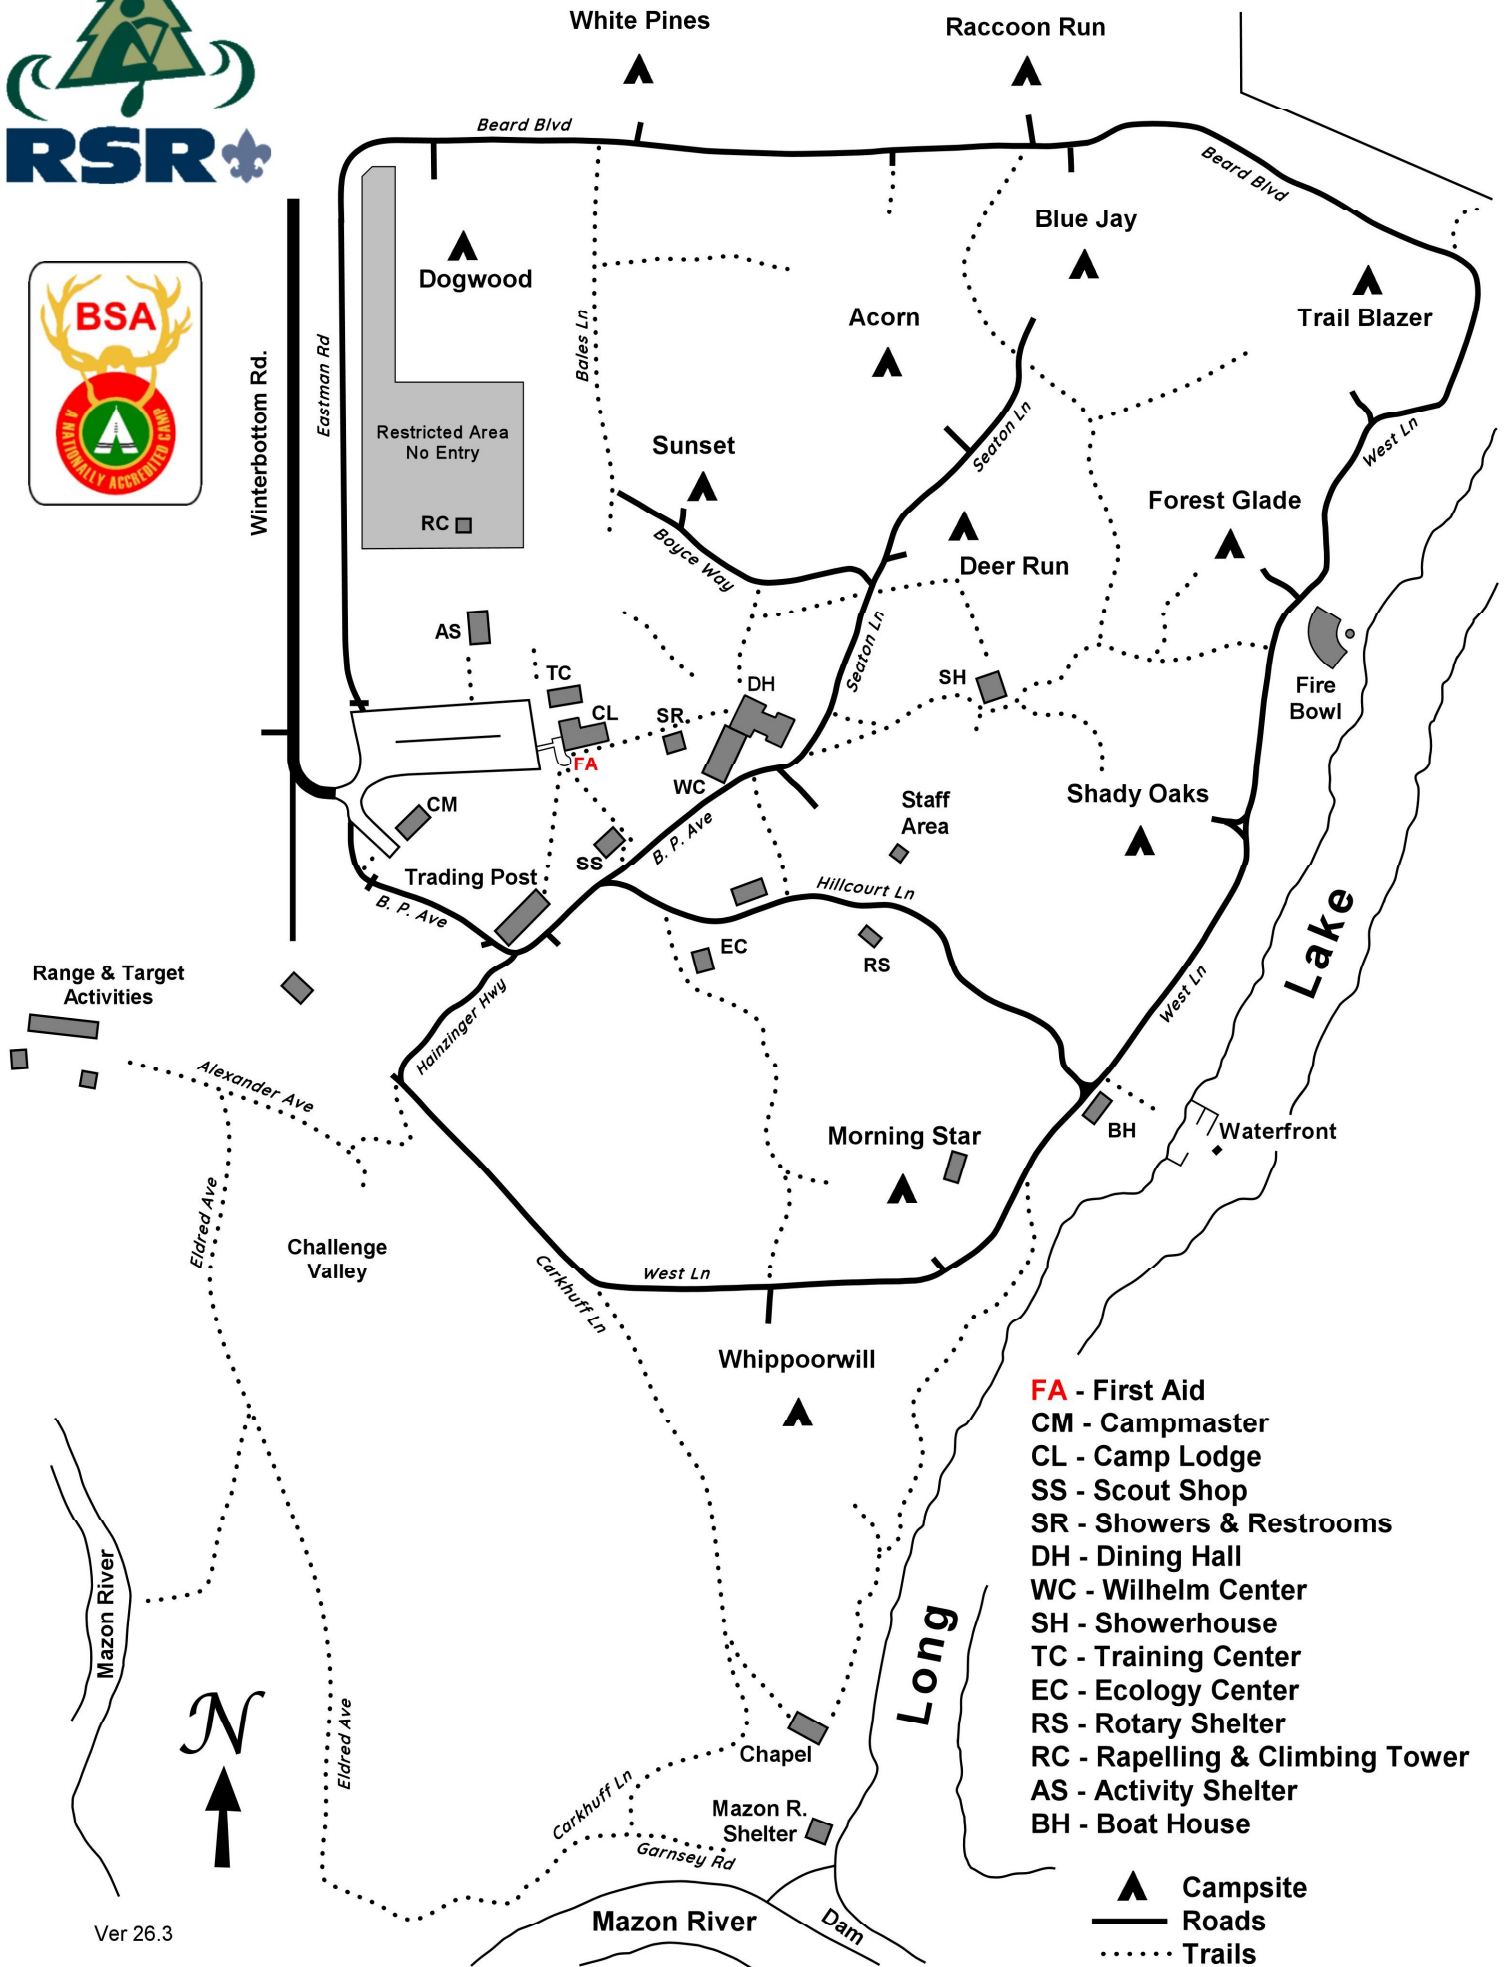 White Pines
Raccoon Run
RSR
Beard Blvd
Beard Blvd
Blue Jay
Dogwood
BSA
A NATIONALLY ACCREDITED CAMP
Trail Blazer
Acorn
Winterbottom Rd.
Eastman Rd
Bales Ln
Restricted Area
No Entry
RC
Sunset
Seaton Ln
West Ln
Forest Glade
Boyce Way
Deer Run
AS
TC
DH
Seaton Ln
SH
CL
SR
FA
Fire
Bowl
WC
CM
Staff
Area
Shady Oaks
B. P. Ave
SS
Trading Post
Hillcourt Ln
B. P. Ave
EC
RS
Lake
Range & Target
Activities
Hainzinger Hwy
West Ln
Alexander Ave
BH
Waterfront
Morning Star
Eldred Ave
Challenge
Valley
Carkhuff Ln
West Ln
Whippoorwill
FA - First Aid
CM - Campmaster
CL - Camp Lodge
SS - Scout Shop
SR - Showers & Restrooms
DH - Dining Hall
WC - Wilhelm Center
SH - Showerhouse
TC - Training Center
EC - Ecology Center
RS - Rotary Shelter
RC - Rapelling & Climbing Tower
AS - Activity Shelter
BH - Boat House
Mazon River
Long
N
Eldred Ave
Chapel
Carkhuff Ln
Mazon R.
Shelter
Garnsey Rd
Mazon River
Dam
Campsite
Roads
Trails
Ver 26.3